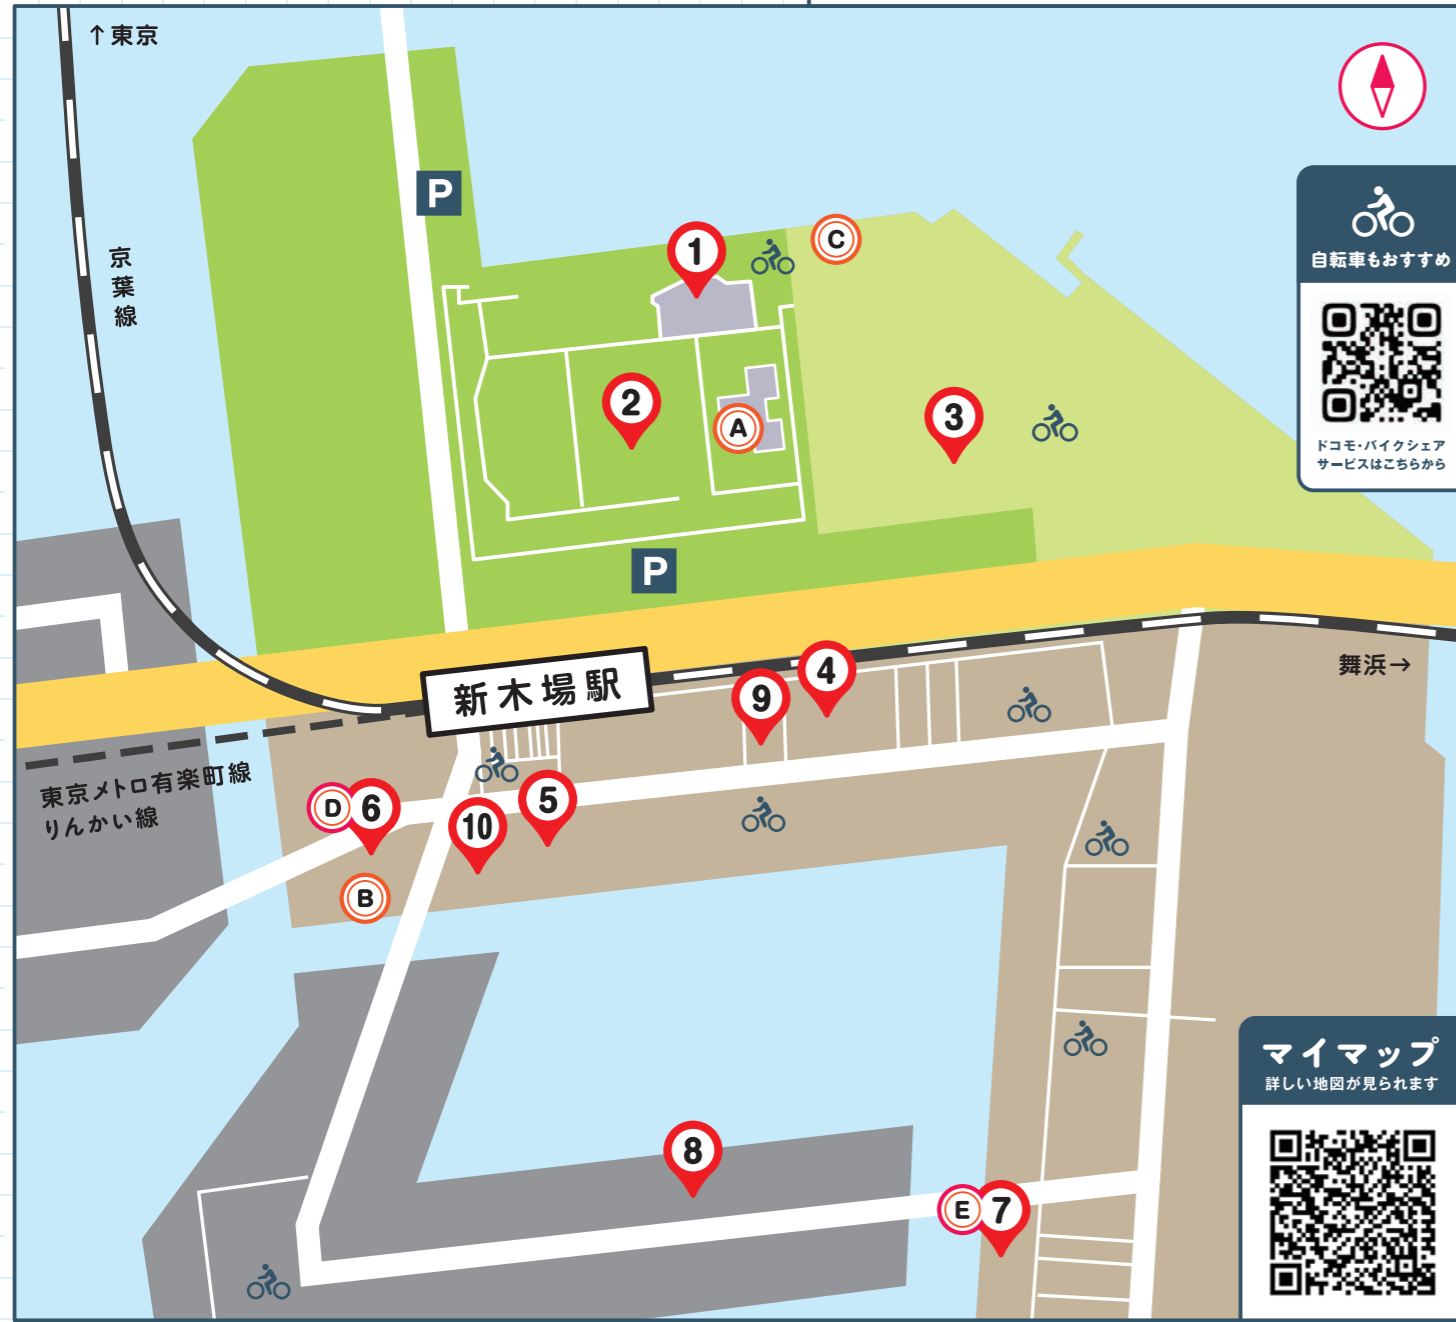 ↑東京
京葉線
P
1
C
自転車もおすすめ
ドコモ・バイクシェア
サービスはこちらから
2
A
3
P
新木場駅
4
9
舞浜→
東京メトロ有楽町線
りんかい線
D
6
10
5
B
マイマップ
詳しい地図が見られます
8
E
7